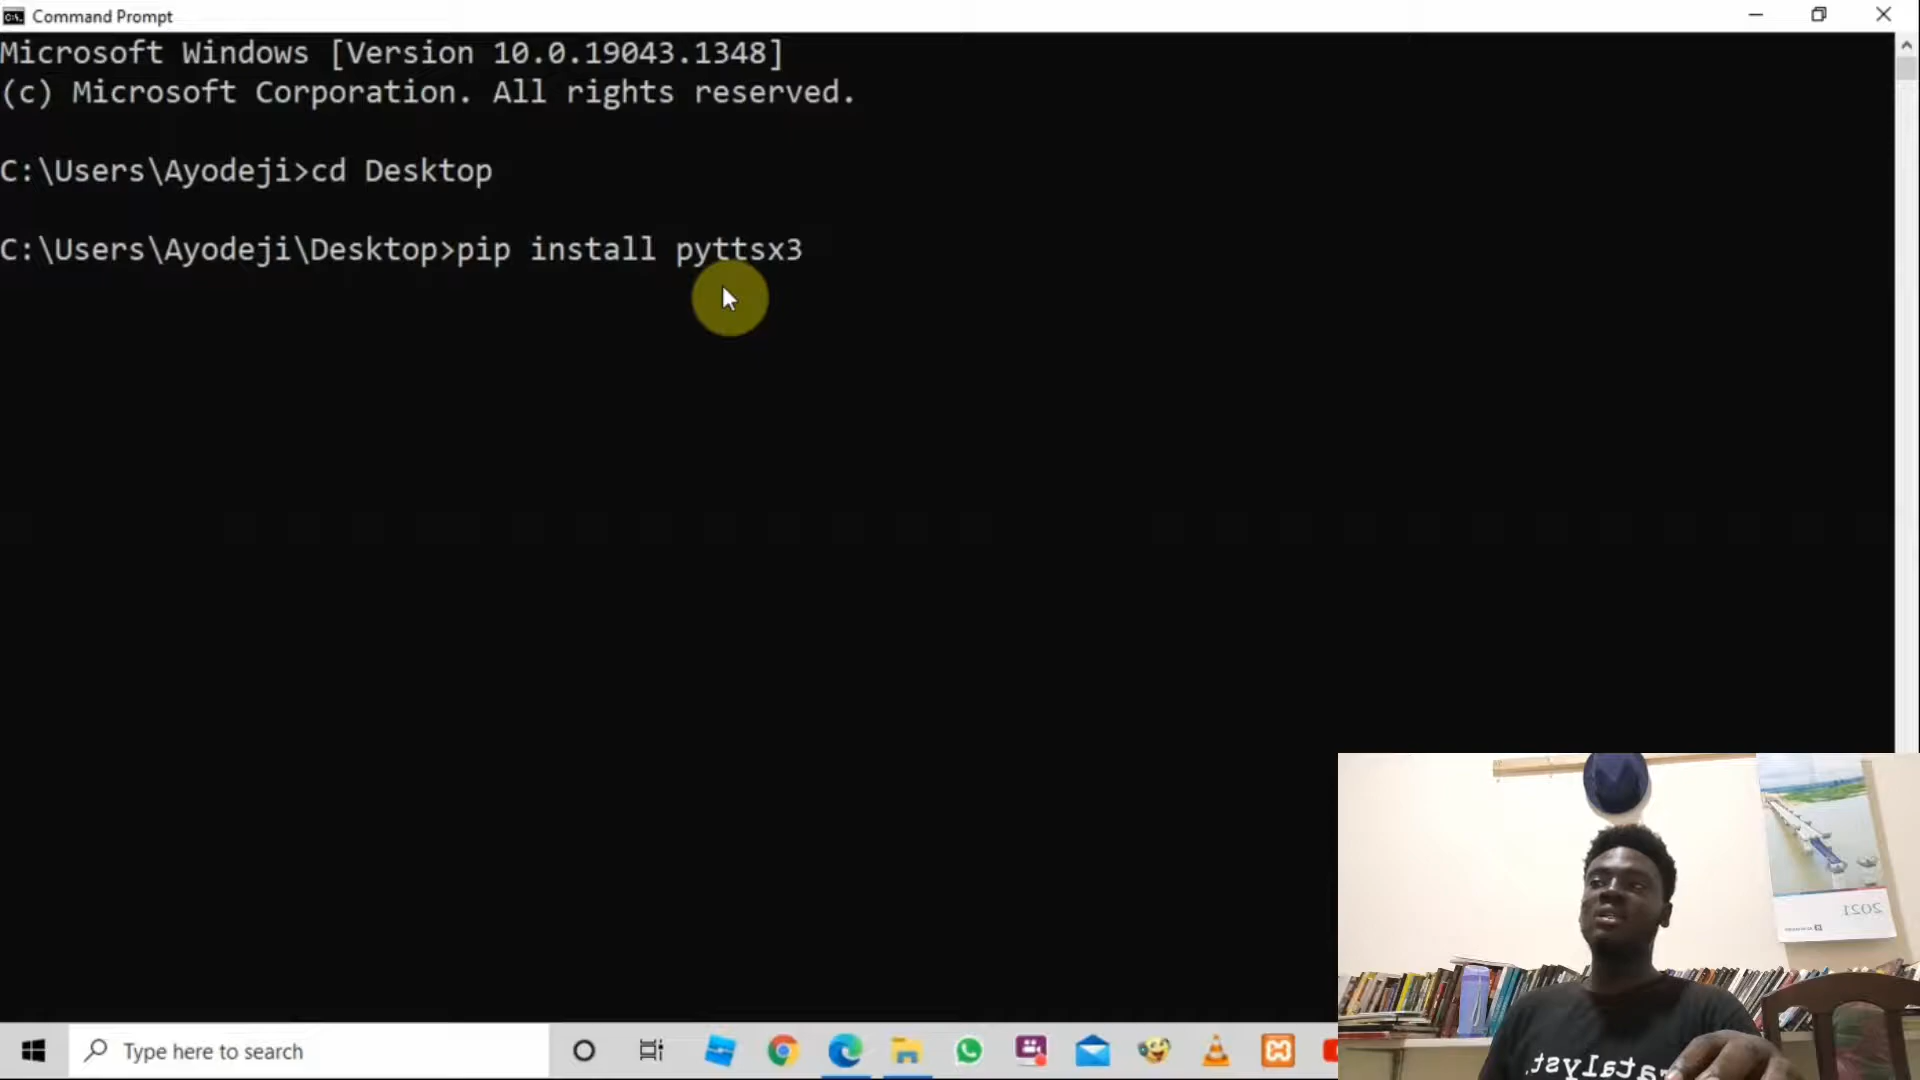 Command Prompt
Microsoft Windows [Version 10.0.19043.1348]
(c) Microsoft Corporation. All rights reserved.
C:\Users\Ayodeji>cd Desktop
C:\Users\Ayodeji\Desktop>pip install pyttsx3
Type here to search
2021
atalyst.